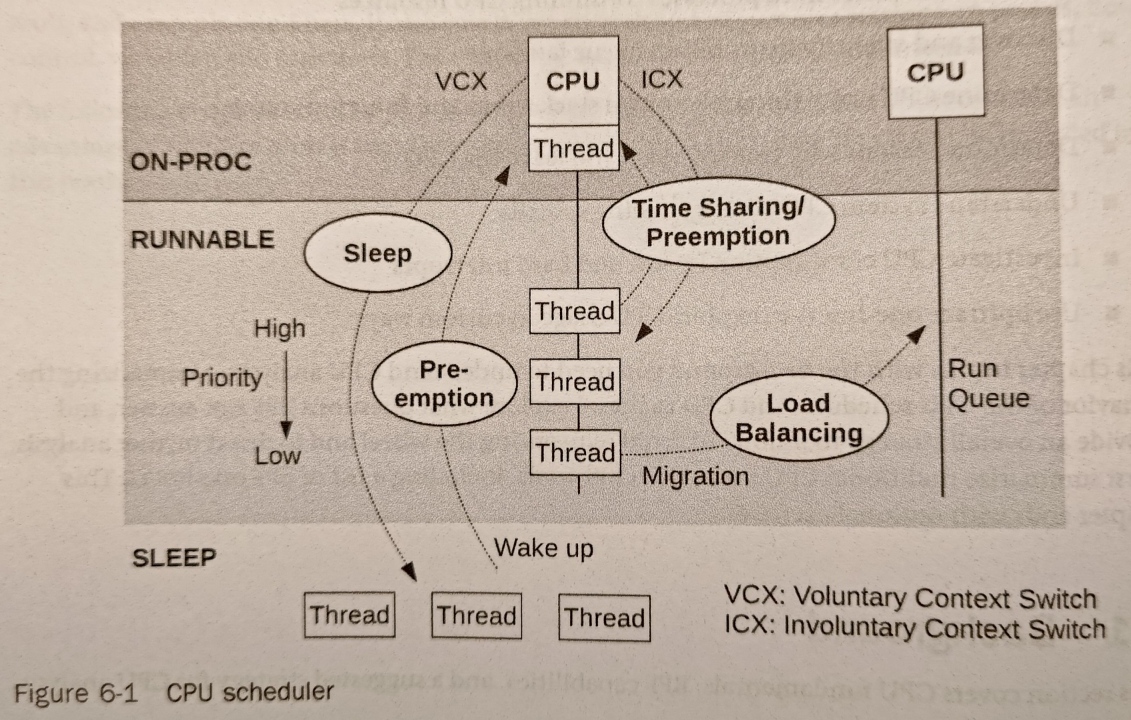 VCX
CPU
ICX
CPU
Thread
ON-PROC
Time Sharing/
Preemption
RUNNABLE
Sleep
High
Thread
Priority
Pre-
emption
Thread
Run
Queue
Load
Balancing
Low
Thread
Migration
SLEEP
Wake up
Thread
Thread
Thread
VCX: Voluntary Context Switch
ICX: Involuntary Context Switch
Figure 6-1 CPU scheduler